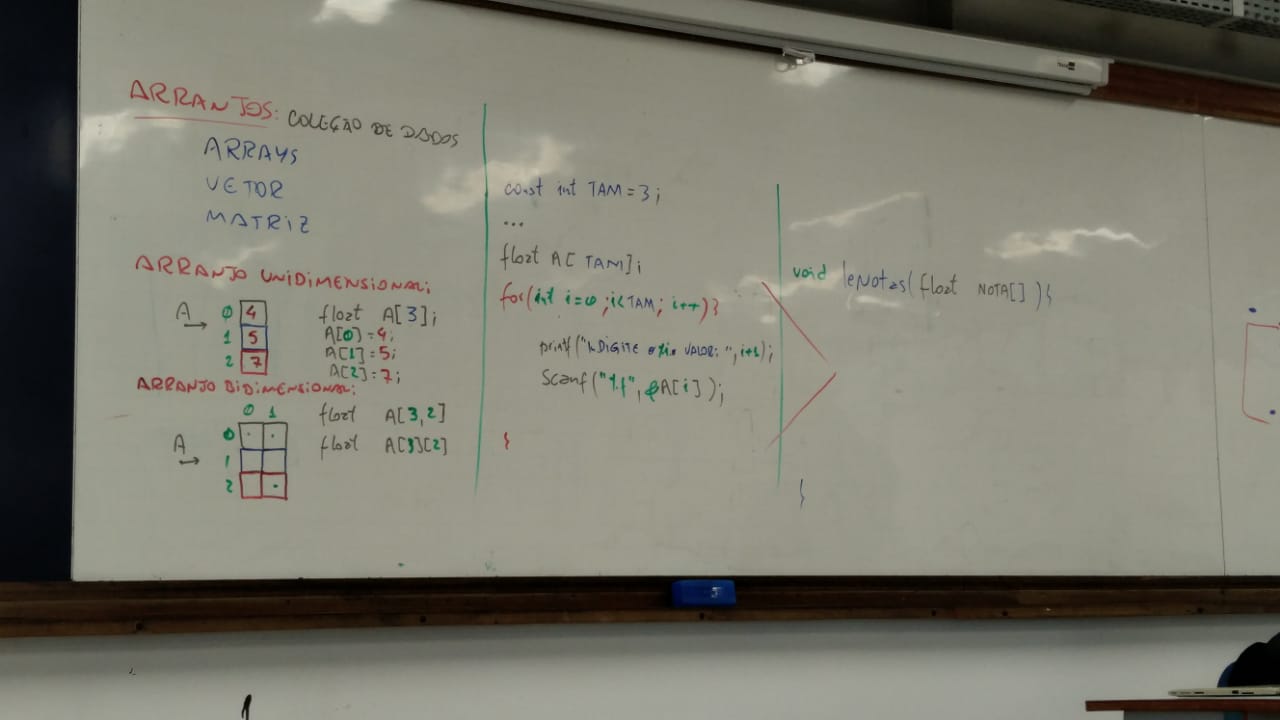 ARRANJOS: COLEÇÃO DE DADOS
ARRAYS
VETOR
MATRIZ
ARRANJO UNIDIMENSIONAL:
A
0 4
1 5
2 7
float A[3];
A[0]=4;
A[1]=5;
A[2]=7;
ARRANJO BIDIMENSIONAL:
0 1
A
0
1
2
float A[3,2]
float A[3][2]
const int TAM=3;
...
float A[TAM];
for(int i=0;i<TAM; i++){
printf("\nDIGITE o %io VALOR: ",i+1);
scanf("%f",&A[i]);
}
void leNotas(float NOTA[]){
}